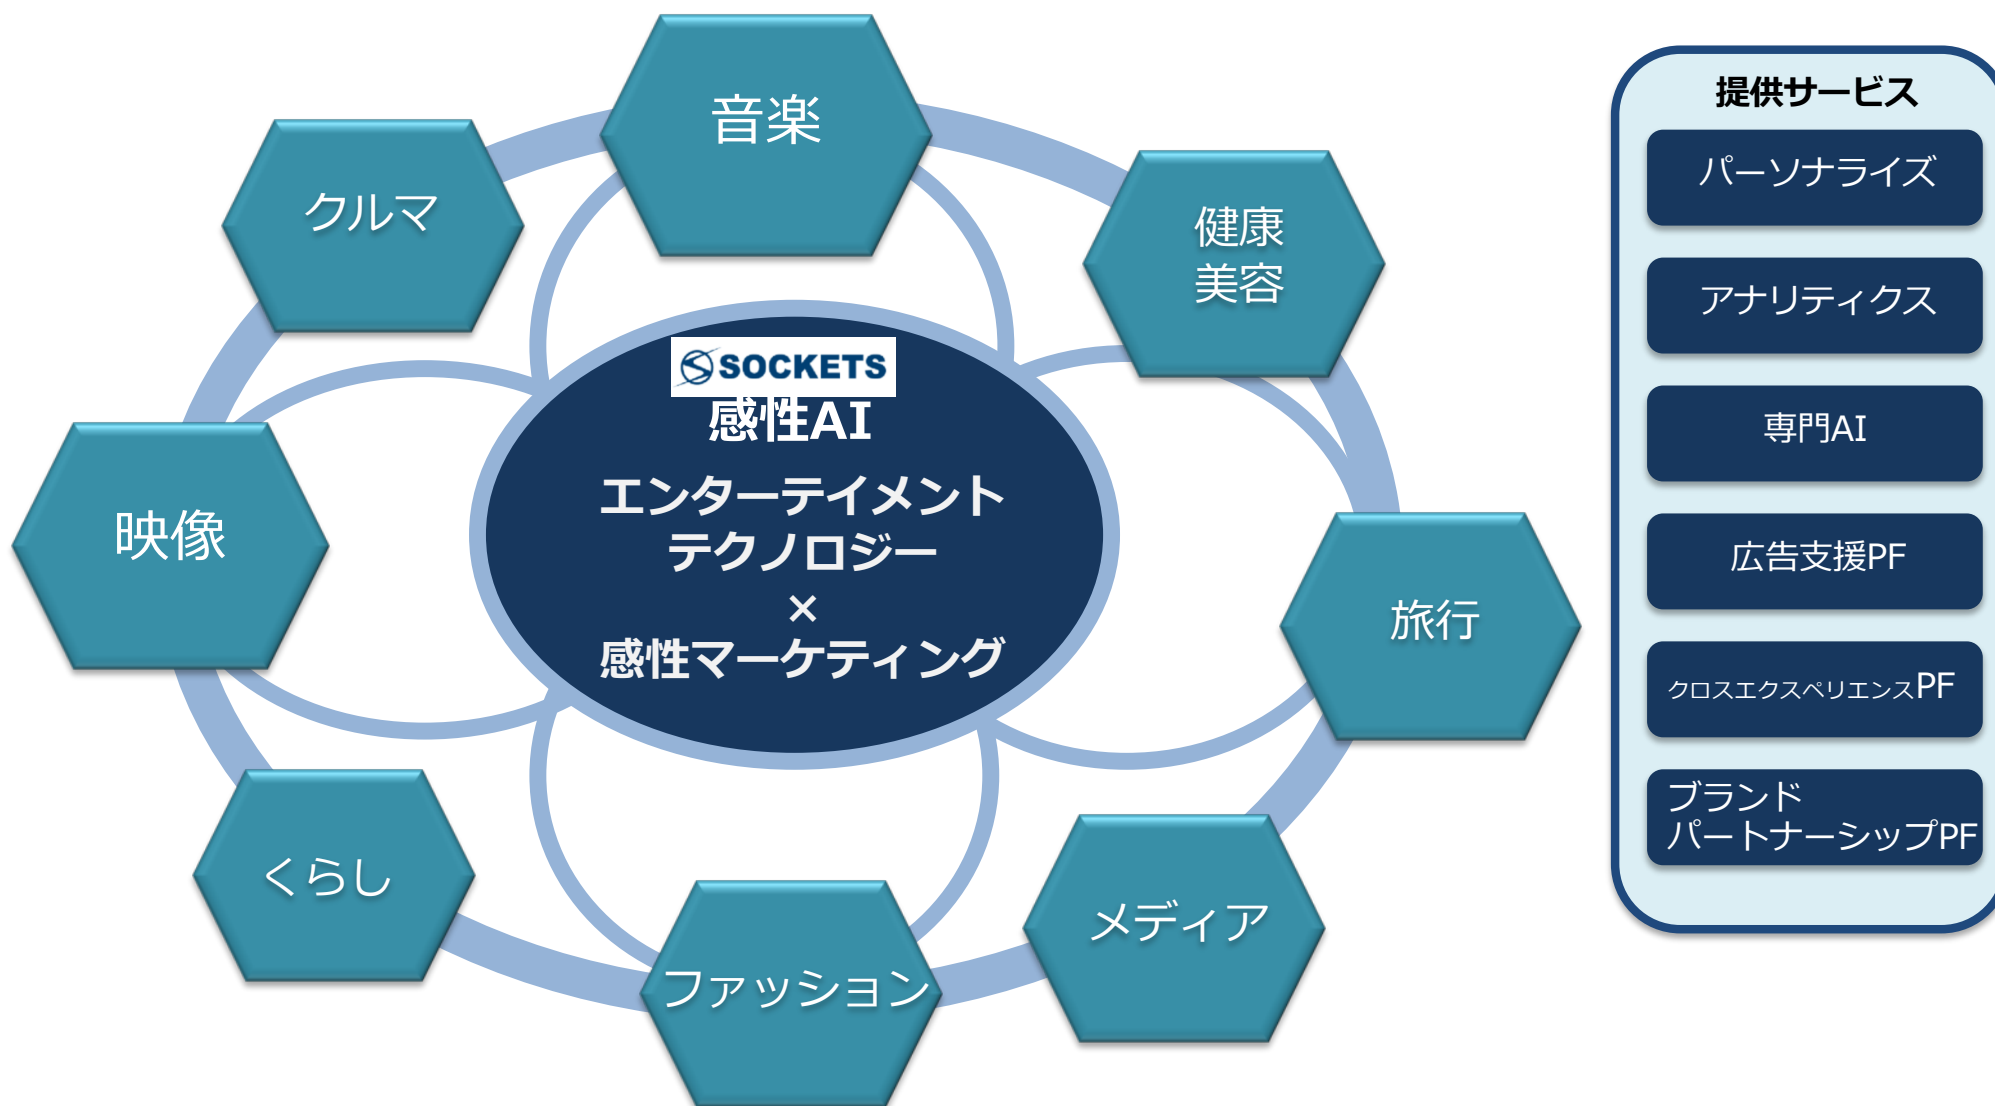 音楽
クルマ
健康
美容
映像
SOCKETS
感性AI
エンターテイメント
テクノロジー
×
感性マーケティング
旅行
くらし
メディア
ファッション
提供サービス
パーソナライズ
アナリティクス
専門AI
広告支援PF
クロスエクスペリエンスPF
ブランド
パートナーシップPF